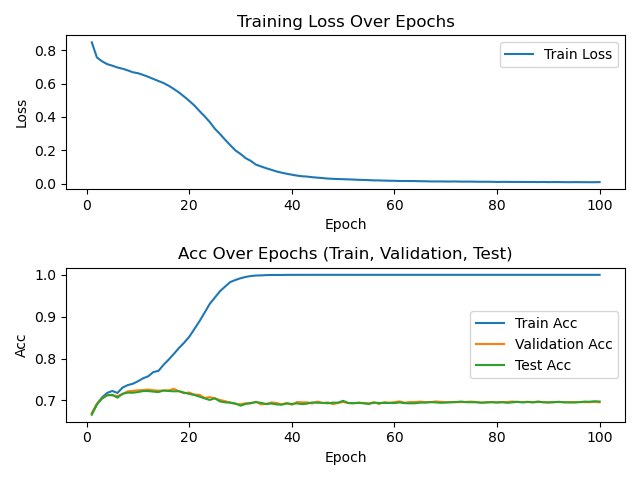 Training Loss Over Epochs
0.8
0.6
0.4
0.2
0.0
Loss
Train Loss
0 20 40 60 80 100
Epoch
Acc Over Epochs (Train, Validation, Test)
1.0
0.9
0.8
0.7
Acc
Train Acc
Validation Acc
Test Acc
0 20 40 60 80 100
Epoch